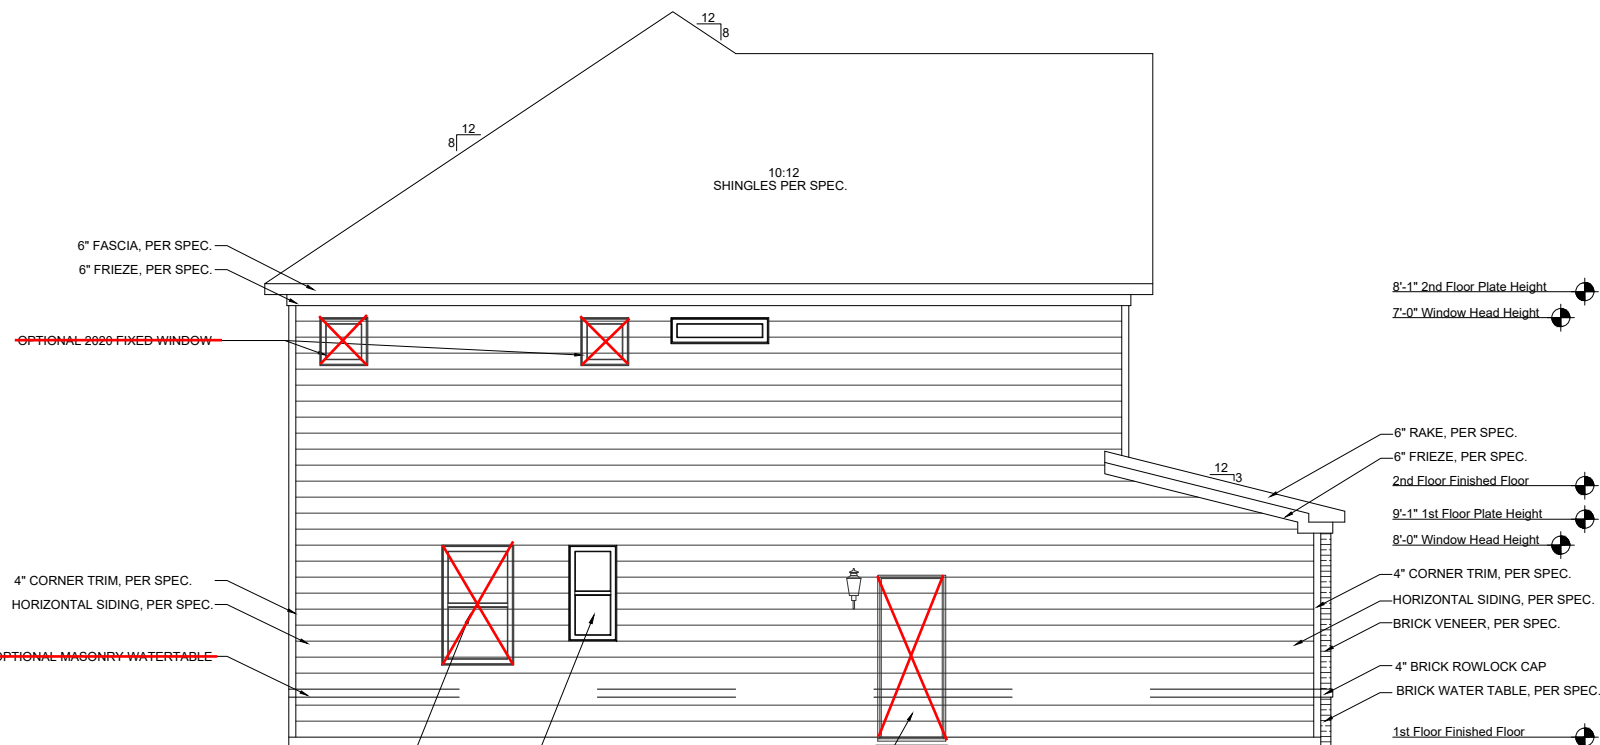 12
8
12
8
10:12
SHINGLES PER SPEC.
6" FASCIA, PER SPEC.
6" FRIEZE, PER SPEC.
OPTIONAL 2020 FIXED WINDOW
8'-1" 2nd Floor Plate Height
7'-0" Window Head Height
6" RAKE, PER SPEC.
6" FRIEZE, PER SPEC.
12
3
2nd Floor Finished Floor
9'-1" 1st Floor Plate Height
8'-0" Window Head Height
4" CORNER TRIM, PER SPEC.
HORIZONTAL SIDING, PER SPEC.
OPTIONAL MASONRY WATERTABLE
4" CORNER TRIM, PER SPEC.
HORIZONTAL SIDING, PER SPEC.
BRICK VENEER, PER SPEC.
4" BRICK ROWLOCK CAP
BRICK WATER TABLE, PER SPEC.
1st Floor Finished Floor